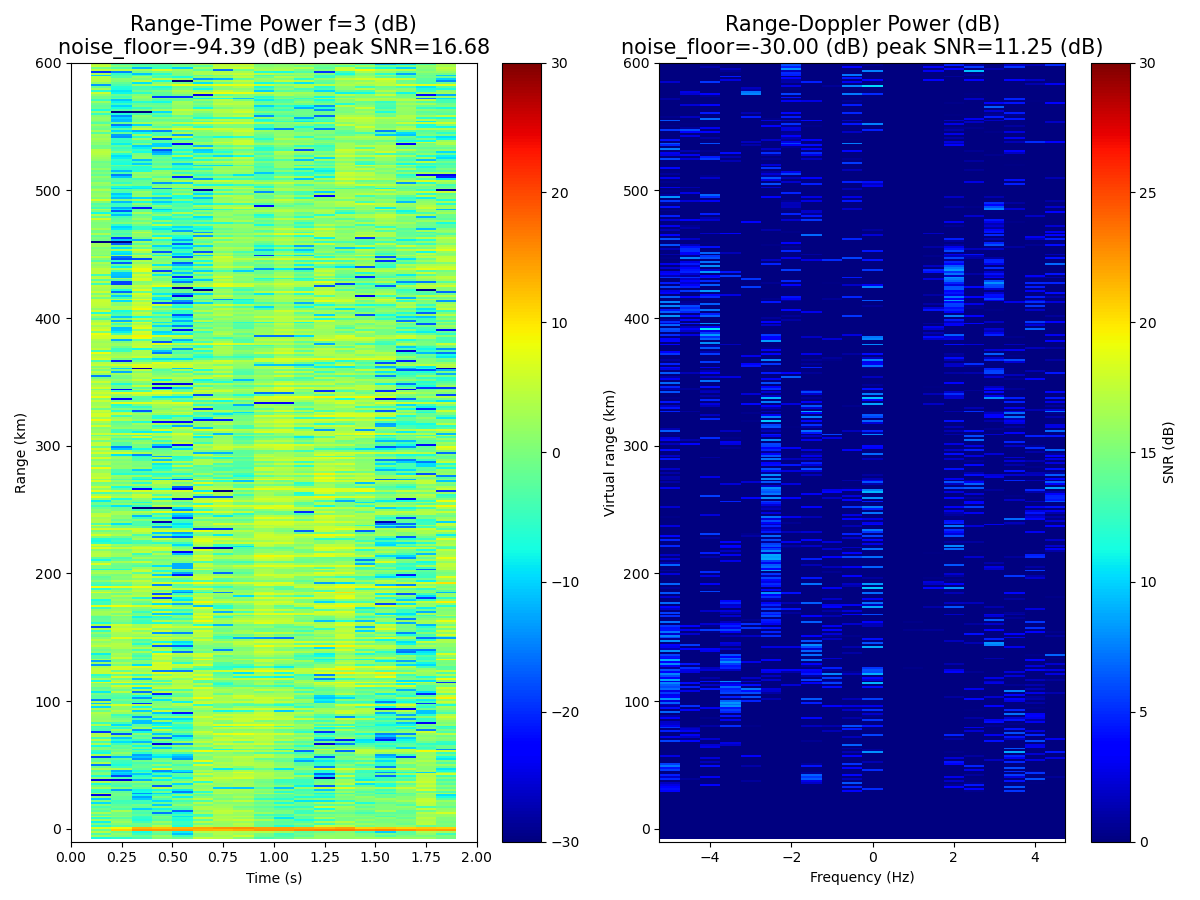 Range-Time Power f=3 (dB)
noise_floor=-94.39 (dB) peak SNR=16.68
600
500
400
300
200
100
0
Range (km)
0.00 0.25 0.50 0.75 1.00 1.25 1.50 1.75 2.00
Time (s)
30
20
10
0
−10
−20
−30
Range-Doppler Power (dB)
noise_floor=-30.00 (dB) peak SNR=11.25 (dB)
600
500
400
300
200
100
0
Virtual range (km)
−4 −2 0 2 4
Frequency (Hz)
30
25
20
15
10
5
0
SNR (dB)